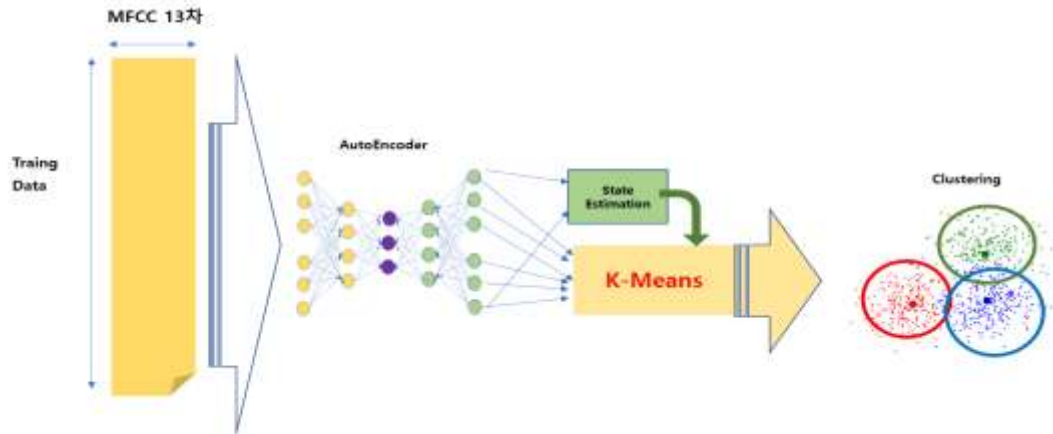 MFCC 13차
Traing
Data
AutoEncoder
State
Estimation
K-Means
Clustering